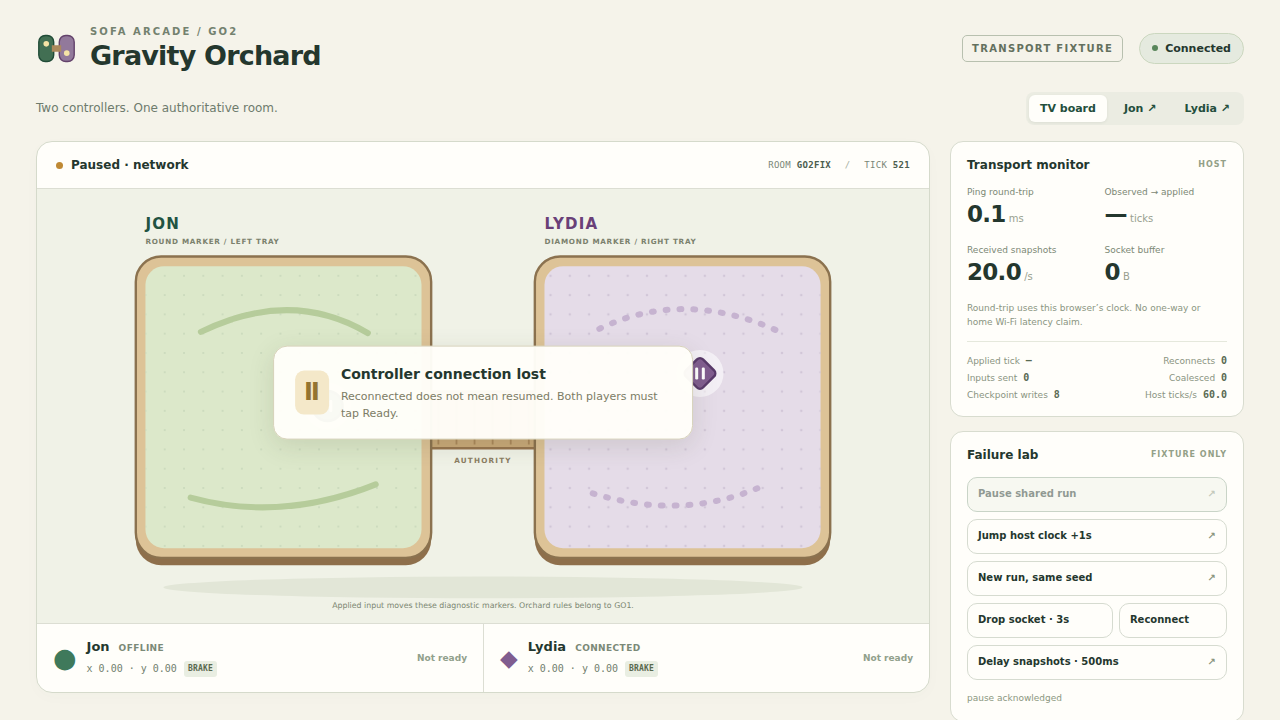 SOFA ARCADE / GO2
Gravity Orchard
TRANSPORT FIXTURE
Connected
Two controllers. One authoritative room.
TV board
Jon ↗
Lydia ↗
Paused · network
ROOM GO2FIX / TICK 521
JON
ROUND MARKER / LEFT TRAY
LYDIA
DIAMOND MARKER / RIGHT TRAY
Controller connection lost
Reconnected does not mean resumed. Both players must
tap Ready.
AUTHORITY
Applied input moves these diagnostic markers. Orchard rules belong to GO1.
Jon OFFLINE
x 0.00 · y 0.00 BRAKE
Not ready
Lydia CONNECTED
x 0.00 · y 0.00 BRAKE
Not ready
Transport monitor
HOST
Ping round-trip
0.1 ms
Observed → applied
— ticks
Received snapshots
20.0 /s
Socket buffer
0 B
Round-trip uses this browser’s clock. No one-way or
home Wi-Fi latency claim.
Applied tick —
Reconnects 0
Inputs sent 0
Coalesced 0
Checkpoint writes 8
Host ticks/s 60.0
Failure lab
FIXTURE ONLY
Pause shared run ↗
Jump host clock +1s ↗
New run, same seed ↗
Drop socket · 3s
Reconnect
Delay snapshots · 500ms ↗
pause acknowledged